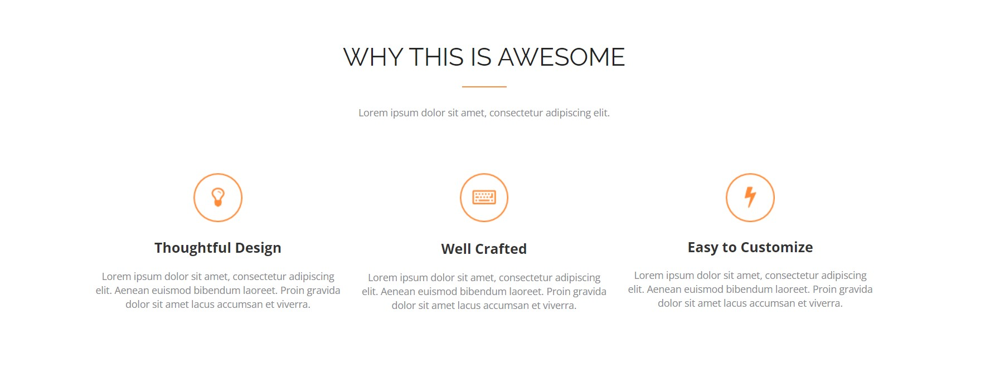 WHY THIS IS AWESOME
Lorem ipsum dolor sit amet, consectetur adipiscing elit.
Thoughtful Design
Lorem ipsum dolor sit amet, consectetur adipiscing
elit. Aenean euismod bibendum laoreet. Proin gravida
dolor sit amet lacus accumsan et viverra.
Well Crafted
Lorem ipsum dolor sit amet, consectetur adipiscing
elit. Aenean euismod bibendum laoreet. Proin gravida
dolor sit amet lacus accumsan et viverra.
Easy to Customize
Lorem ipsum dolor sit amet, consectetur adipiscing
elit. Aenean euismod bibendum laoreet. Proin gravida
dolor sit amet lacus accumsan et viverra.